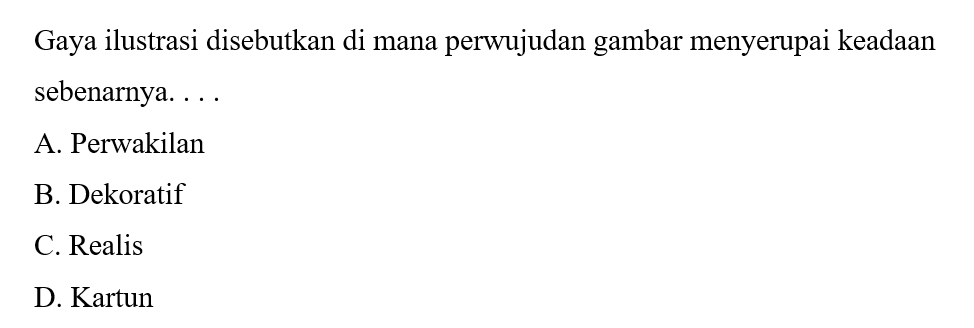 Gaya ilustrasi disebutkan di mana perwujudan gambar menyerupai keadaan
sebenarnya. . . .
A. Perwakilan
B. Dekoratif
C. Realis
D. Kartun